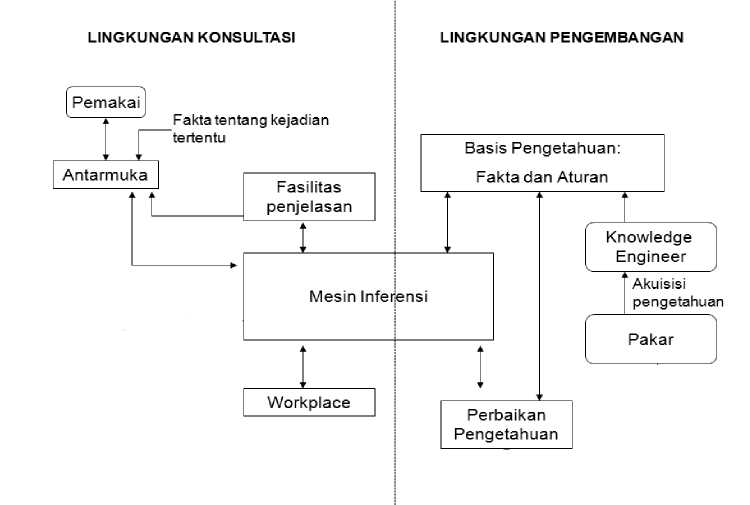 LINGKUNGAN KONSULTASI
LINGKUNGAN PENGEMBANGAN
Pemakai
Fakta tentang kejadian
tertentu
Antarmuka
Fasilitas
penjelasan
Basis Pengetahuan:
Fakta dan Aturan
Knowledge
Engineer
Akuisisi
pengetahuan
Pakar
Mesin Inferensi
Workplace
Perbaikan
Pengetahuan